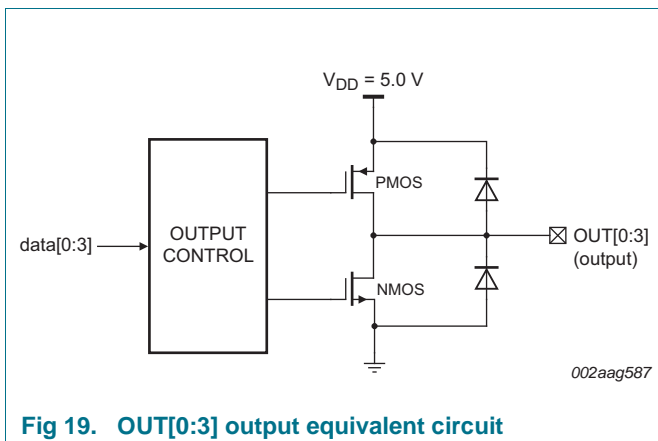 VDD = 5.0 V
PMOS
data[0:3]
OUTPUT
CONTROL
OUT[0:3]
(output)
NMOS
002aag587
Fig 19. OUT[0:3] output equivalent circuit